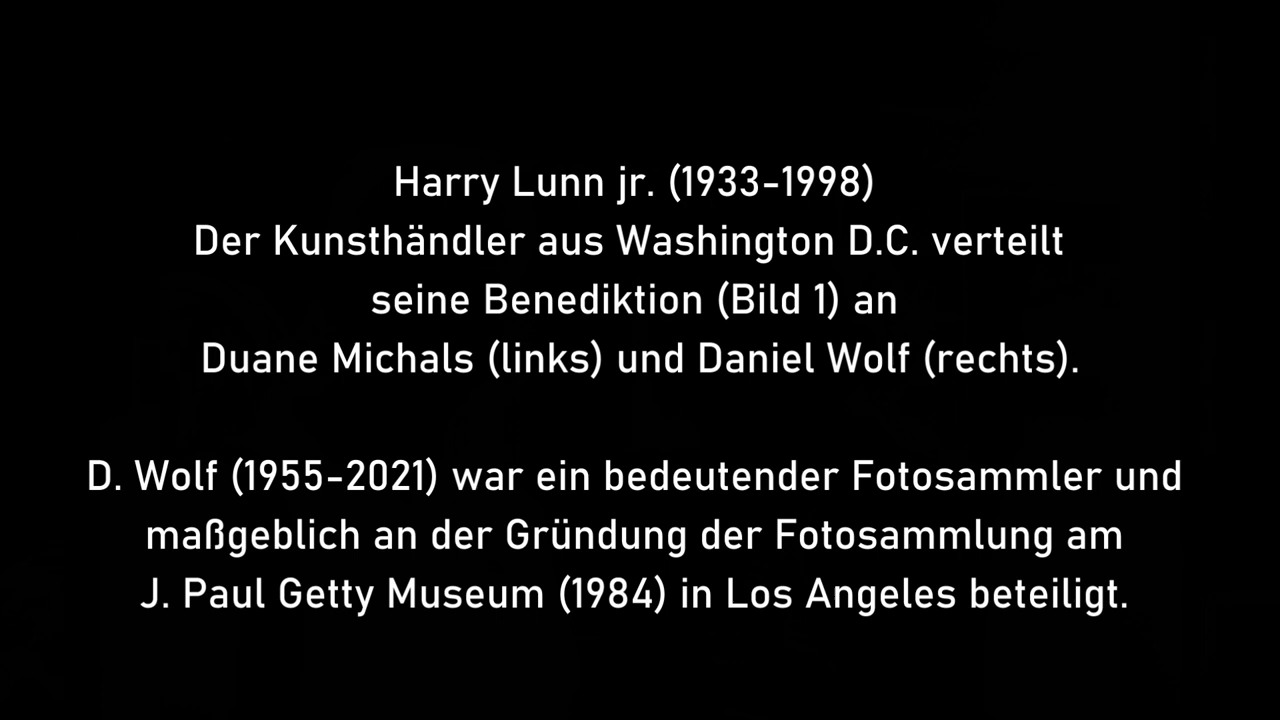 Harry Lunn jr. (1933-1998)
Der Kunsthändler aus Washington D.C. verteilt
seine Benediktion (Bild 1) an
Duane Michals (links) und Daniel Wolf (rechts).
D. Wolf (1955-2021) war ein bedeutender Fotosammler und
maßgeblich an der Gründung der Fotosammlung am
J. Paul Getty Museum (1984) in Los Angeles beteiligt.